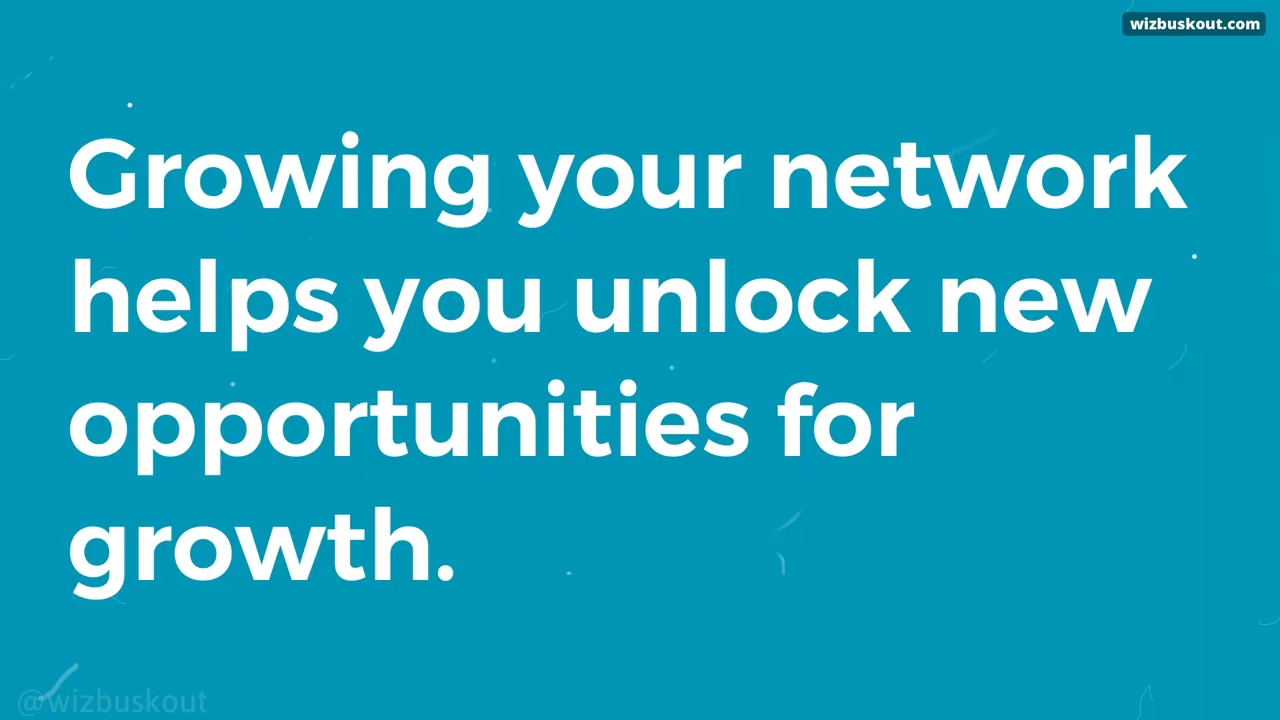 wizbuskout.com
Growing your network
helps you unlock new
opportunities for
growth.
@wizbuskout